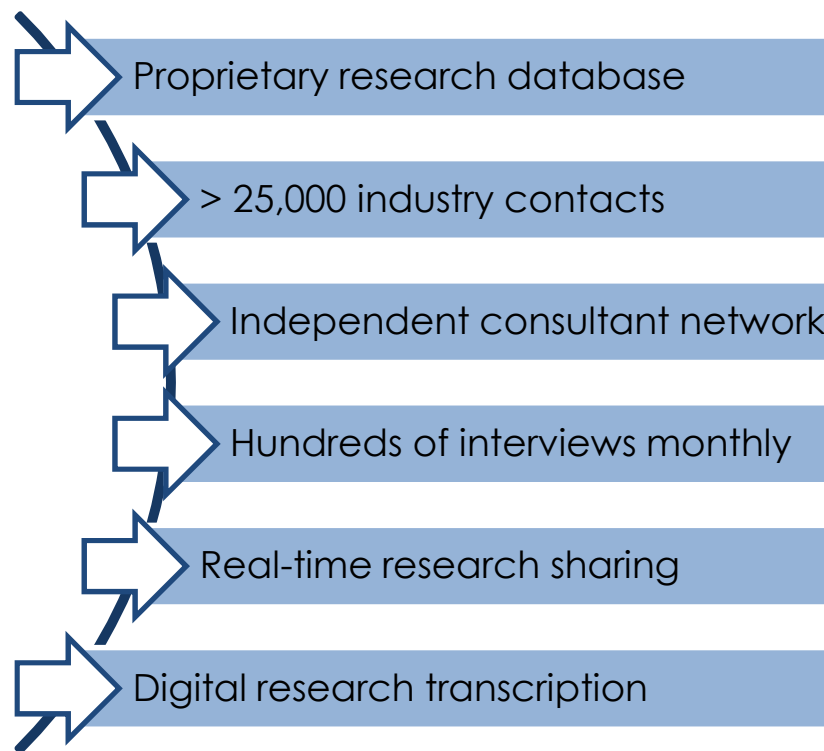 Proprietary research database
> 25,000 industry contacts
Independent consultant network
Hundreds of interviews monthly
Real-time research sharing
Digital research transcription